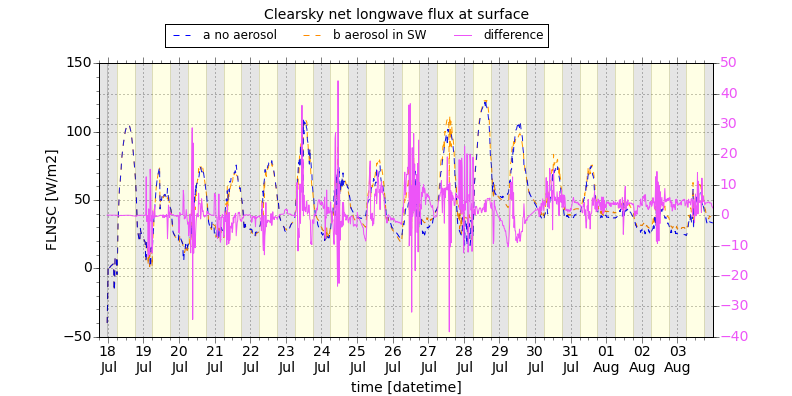 Clearsky net longwave flux at surface
a no aerosol b aerosol in SW difference
150
100
50
0
−50
FLNSC [W/m2]
50
40
30
20
10
0
−10
−20
−30
−40
18 19 20 21 22 23 24 25 26 27 28 29 30 31 01 02 03
Jul Jul Jul Jul Jul Jul Jul Jul Jul Jul Jul Jul Jul Jul Aug Aug Aug
time [datetime]